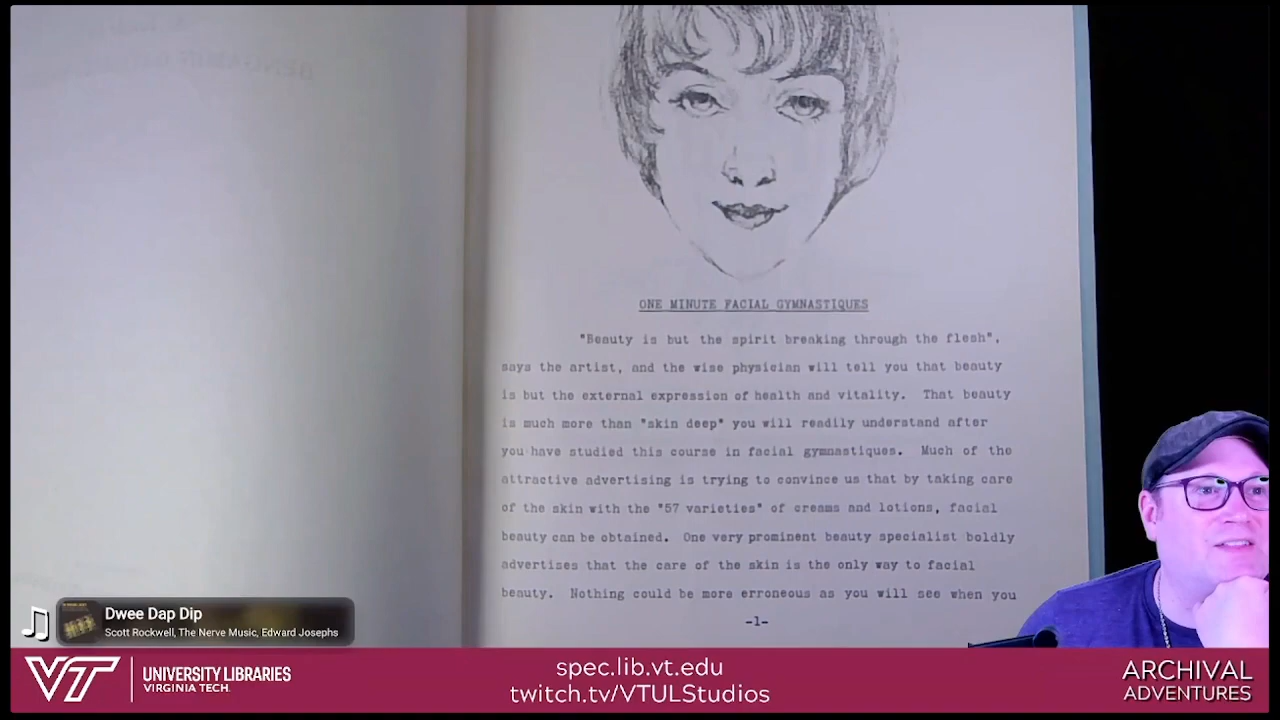 ONE MINUTE FACIAL GYMNASTIQUES
"Beauty is but the spirit breaking through the flesh",
says the artist, and the wise physician will tell you that beauty
is but the external expression of health and vitality. That beauty
is much more than "skin deep" you will readily understand after
you have studied this course in facial gymnastiques. Much of the
attractive advertising is trying to convince us that by taking care
of the skin with the "57 varieties" of creams and lotions, facial
beauty can be obtained. One very prominent beauty specialist boldly
advertises that the care of the skin is the only way to facial
beauty. Nothing could be more erroneous as you will see when you
-1-
Dwee Dap Dip
Scott Rockwell, The Nerve Music, Edward Josephs
VT UNIVERSITY LIBRARIES
VIRGINIA TECH.
spec.lib.vt.edu
twitch.tv/VTULStudios
ARCHIVAL
ADVENTURES